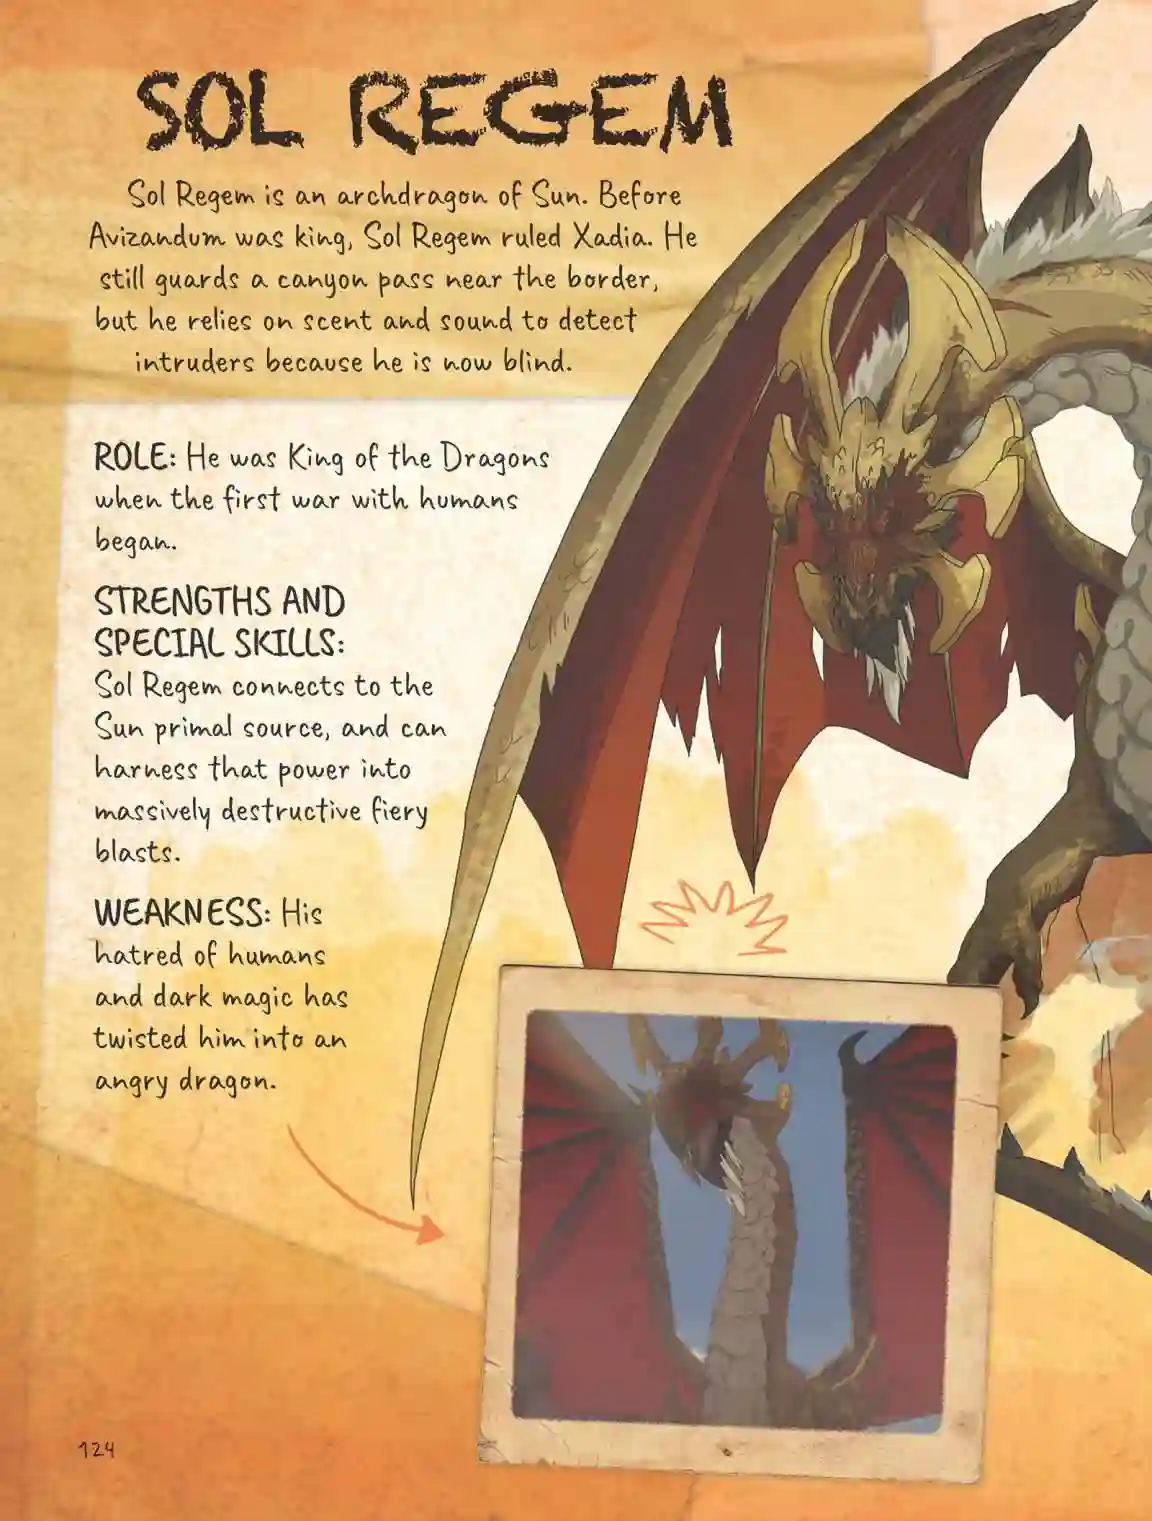 SOL REGEM
Sol Regem is an archdragon of Sun. Before
Avizandum was king, Sol Regem ruled Xadia. He
still guards a canyon pass near the border,
but he relies on scent and sound to detect
intruders because he is now blind.
ROLE: He was King of the Dragons
when the first war with humans
began.
STRENGTHS AND
SPECIAL SKILLS:
Sol Regem connects to the
Sun primal source, and can
harness that power into
massively destructive fiery
blasts.
WEAKNESS: His
hatred of humans
and dark magic has
twisted him into an
angry dragon.
124